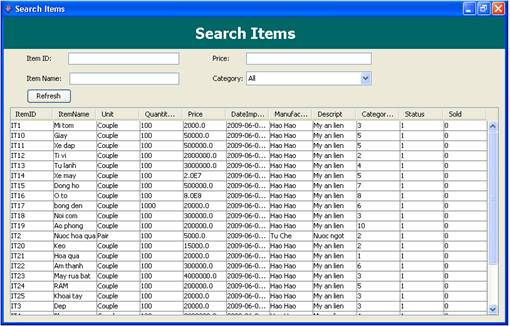 Search Items
Search Items
Item ID: Price:
Item Name: Category: All
Refresh
ItemID ItemName Unit Quantit... Price DateImp... Manufac... Descript Categor... Status Sold
IT1 Mi tom Couple 100 2000.0 2009-06-0... Hao Hao My an lien 3 1 0
IT10 Giay Couple 100 50000.0 2009-06-0... Hao Hao My an lien 5 1 0
IT11 Xe dap Couple 100 500000.0 2009-06-0... Hao Hao My an lien 5 1 0
IT12 Ti vi Couple 100 2000000.0 2009-06-0... Hao Hao My an lien 2 1 0
IT13 Tu lanh Couple 100 3000000.0 2009-06-0... Hao Hao My an lien 4 1 0
IT14 Xe may Couple 100 2.0E7 2009-06-0... Hao Hao My an lien 5 1 0
IT15 Dong ho Couple 100 500000.0 2009-06-0... Hao Hao My an lien 7 1 0
IT16 O to Couple 100 8.0E8 2009-06-0... Hao Hao My an lien 8 1 0
IT17 bong den Couple 1000 20000.0 2009-06-0... Hao Hao My an lien 6 1 0
IT18 Noi com Couple 100 300000.0 2009-06-0... Hao Hao My an lien 3 1 0
IT19 Ao phong Couple 100 200000.0 2009-06-0... Hao Hao My an lien 10 1 0
IT2 Nuoc hoa qua Pair 100 5000.0 2009-06-0... Tu Che Nuoc ngot 2 1 0
IT20 Keo Couple 100 15000.0 2009-06-0... Hao Hao My an lien 2 1 0
IT21 Hoa qua Couple 100 20000.0 2009-06-0... Hao Hao My an lien 1 1 0
IT22 Am thanh Couple 100 300000.0 2009-06-0... Hao Hao My an lien 6 1 0
IT23 May rua bat Couple 100 4000000.0 2009-06-0... Hao Hao My an lien 3 1 0
IT24 RAM Couple 100 200000.0 2009-06-0... Hao Hao My an lien 5 1 0
IT25 Khoai tay Couple 100 20000.0 2009-06-0... Hao Hao My an lien 3 1 0
IT3 Dep Couple 100 20000.0 2009-06-0... Hao Hao My an lien 3 1 0